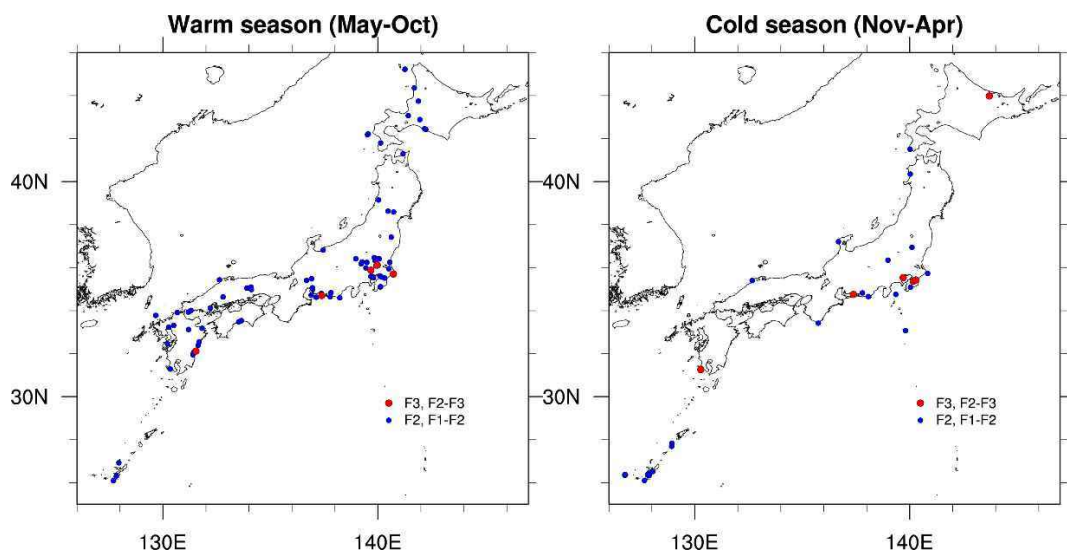 Warm season (May-Oct)
Cold season (Nov-Apr)
40N
30N
130E
140E
F3, F2-F3
F2, F1-F2
40N
30N
130E
140E
F3, F2-F3
F2, F1-F2